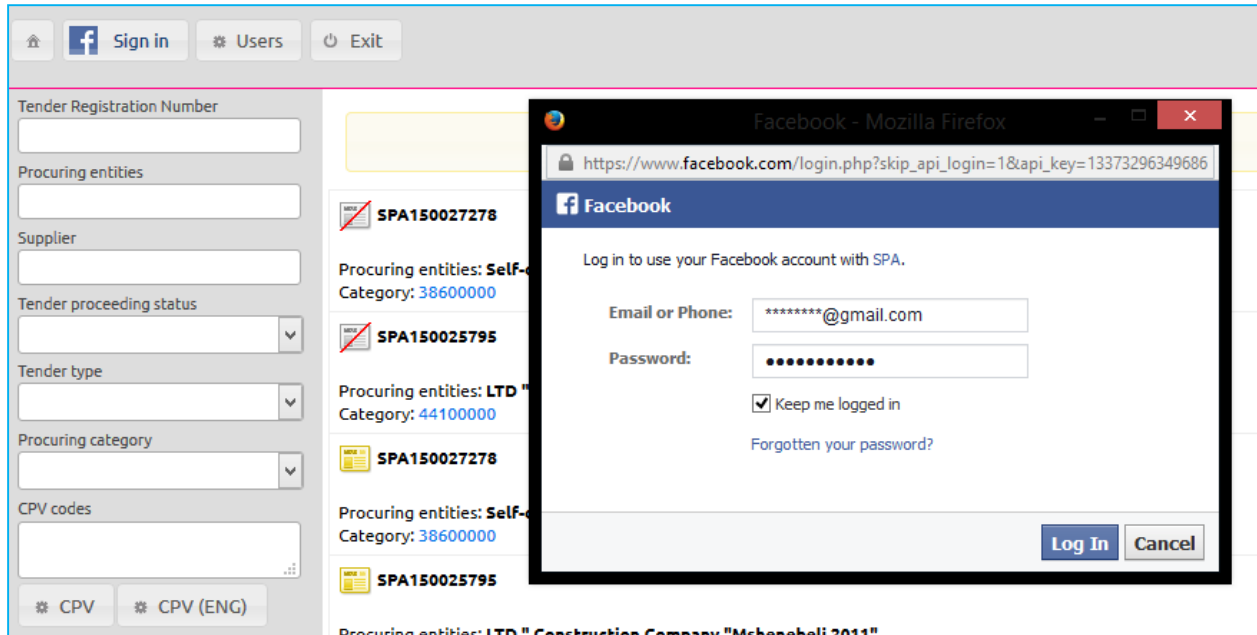 Sign in
Users
Exit
Tender Registration Number
Procuring entities
Supplier
Tender proceeding status
Tender type
Procuring category
CPV codes
CPV
CPV (ENG)
SPA150027278
Procuring entities: Self-
Category: 38600000
SPA150025795
Procuring entities: LTD "
Category: 44100000
SPA150027278
Procuring entities: Self-
Category: 38600000
SPA150025795
Procuring entities: LTD " Construction Company "Mshenebeli 2011"
Facebook - Mozilla Firefox
https://www.facebook.com/login.php?skip_api_login=1&api_key=13373296349686
Facebook
Log in to use your Facebook account with SPA.
Email or Phone:
********@gmail.com
Password:
Keep me logged in
Forgotten your password?
Log In
Cancel